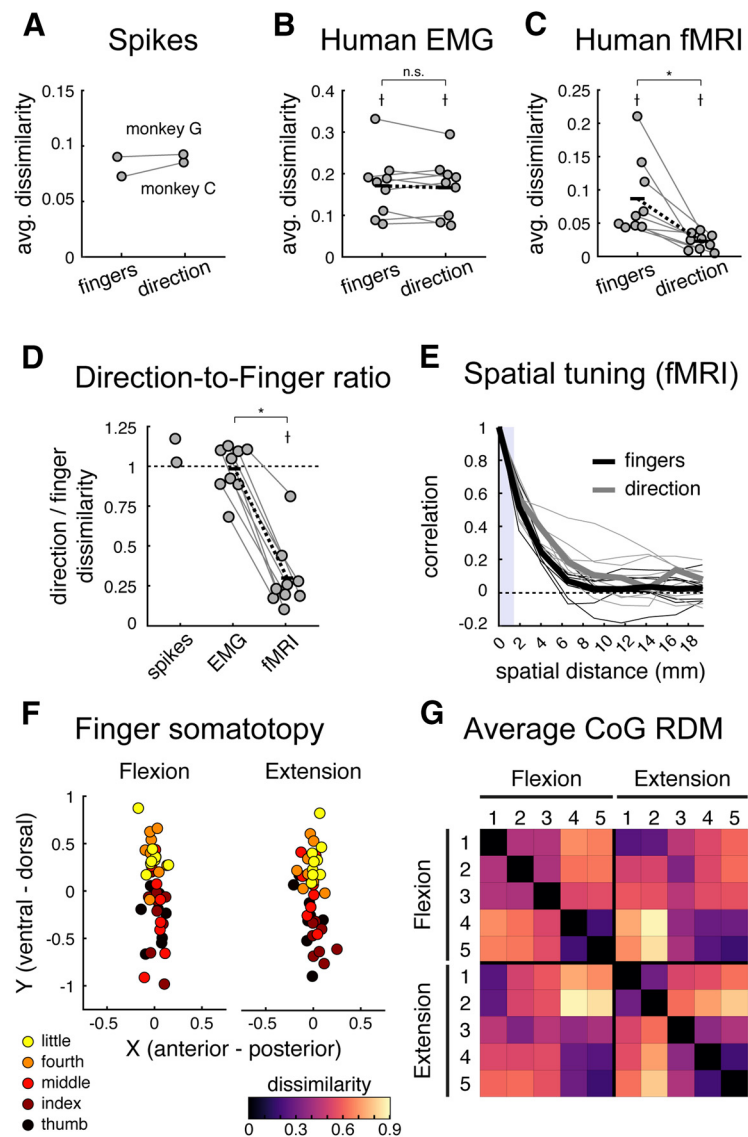 A Spikes
B Human EMG
C Human fMRI
avg. dissimilarity
0.15
0.1
0.05
0
monkey G
monkey C
fingers
direction
avg. dissimilarity
0.4
0.3
0.2
0.1
0
n.s.
† †
fingers
direction
avg. dissimilarity
0.25
0.2
0.15
0.1
0.05
0
*
† †
fingers
direction
D Direction-to-Finger ratio
direction / finger
dissimilarity
1.25
1
0.75
0.5
0.25
0
*
†
spikes
EMG
fMRI
E Spatial tuning (fMRI)
correlation
1
0.8
0.6
0.4
0.2
0
-0.2
fingers
direction
0 2 4 6 8 10 12 14 16 18
spatial distance (mm)
F Finger somatotopy
Flexion
Extension
Y (ventral - dorsal)
1
0.5
0
-0.5
-1
-0.5 0 0.5
-0.5 0 0.5
X (anterior - posterior)
little
fourth
middle
index
thumb
G Average CoG RDM
Flexion Extension
1 2 3 4 5 1 2 3 4 5
Flexion
1
2
3
4
5
Extension
1
2
3
4
5
dissimilarity
0 0.3 0.6 0.9